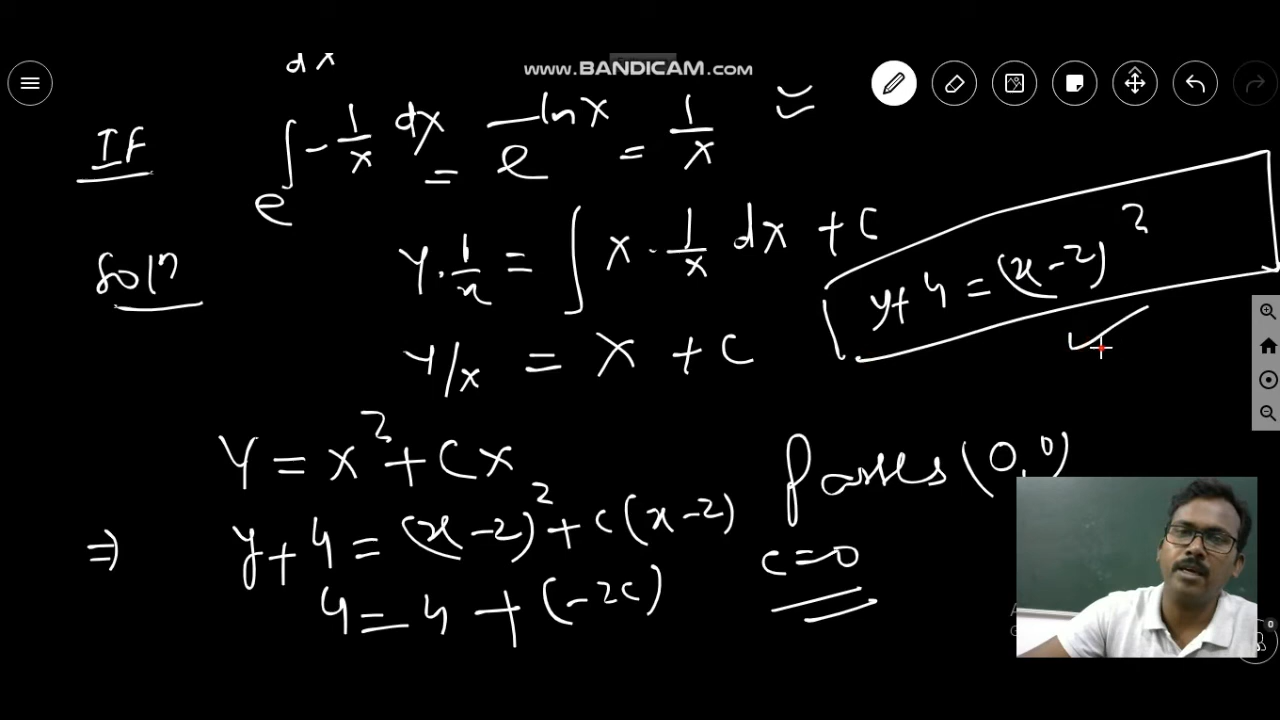 dx
www.BANDICAM.com
IF e^∫-1/x dx = e^-lnx = 1/x
Soln Y·1/x = ∫ X·1/x dx + C
y+4 = (x-2)²
Y/x = X + C
Y = X² + CX
Passes (0,0)
⇒ y+4 = (x-2)² + c(x-2)
c=0
4 = 4 + (-2c)